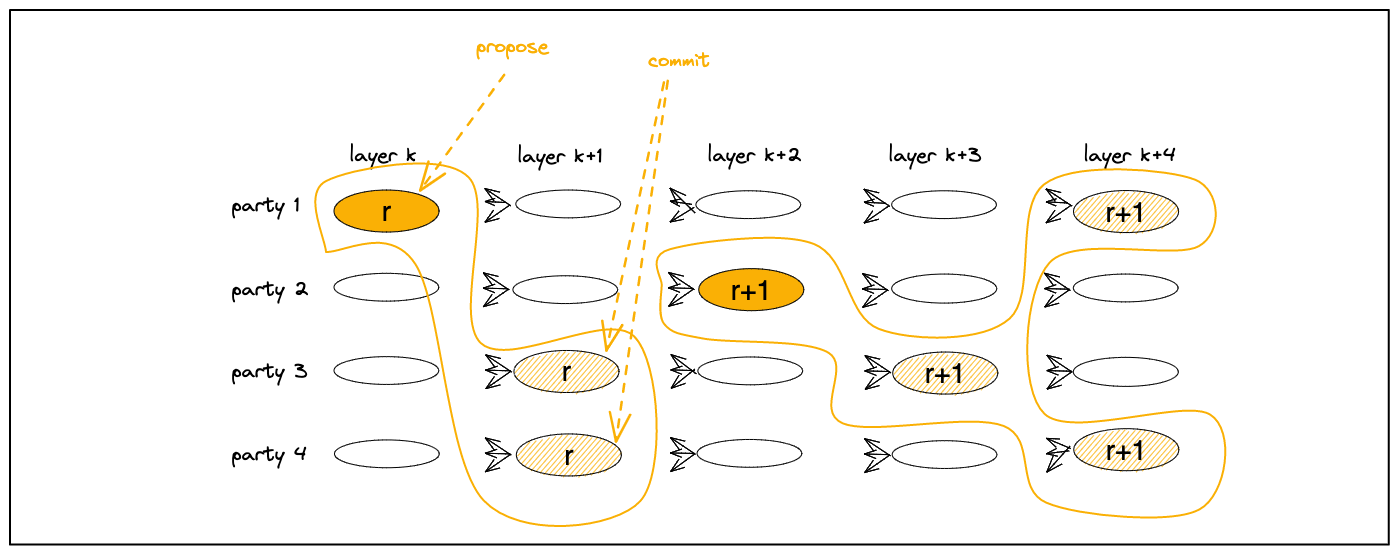 propose
commit
layer k
layer k+1
layer k+2
layer k+3
layer k+4
party 1
r
r+1
party 2
r+1
party 3
r
r+1
party 4
r
r+1